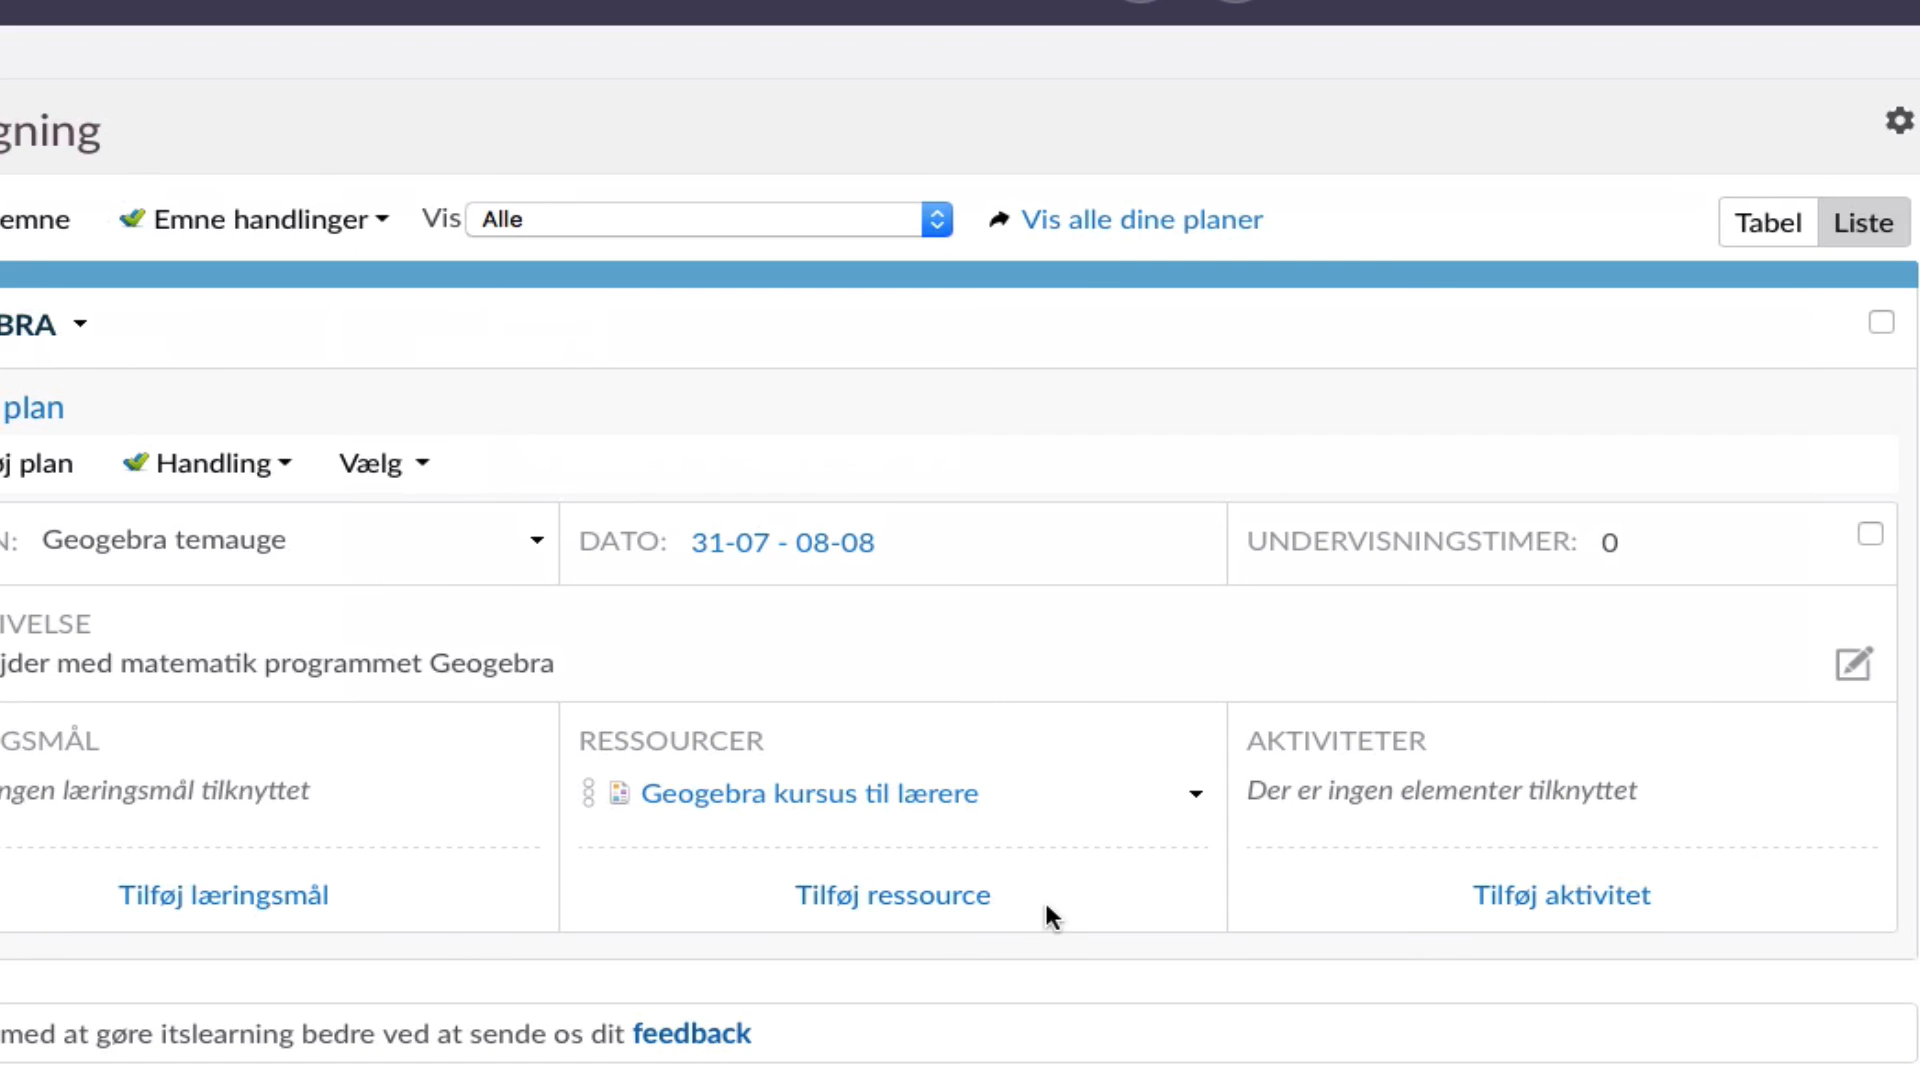 gning
emne Emne handlinger Vis Alle Vis alle dine planer Tabel Liste
BRA
plan
øj plan Handling Vælg
N: Geogebra temauge DATO: 31-07 - 08-08 UNDERVISNINGSTIMER: 0
IVELSE
jder med matematik programmet Geogebra
GSMÅL RESSOURCER AKTIVITETER
ngen læringsmål tilknyttet Geogebra kursus til lærere Der er ingen elementer tilknyttet
Tilføj læringsmål Tilføj ressource Tilføj aktivitet
med at gøre itslearning bedre ved at sende os dit feedback